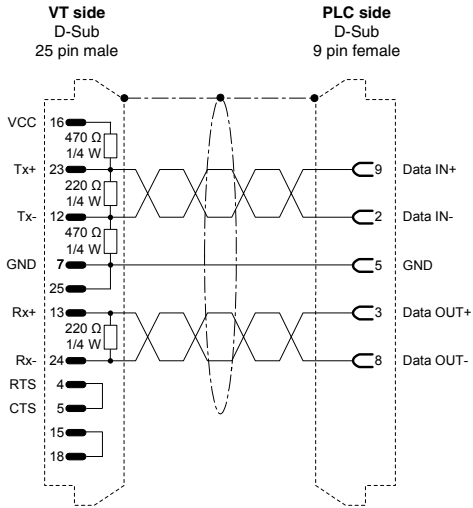 VT side
D-Sub
25 pin male
PLC side
D-Sub
9 pin female
VCC 16
470 Ω
1/4 W
Tx+ 23
9 Data IN+
220 Ω
1/4 W
Tx- 12
2 Data IN-
470 Ω
1/4 W
GND 7
5 GND
25
Rx+ 13
3 Data OUT+
220 Ω
1/4 W
Rx- 24
8 Data OUT-
RTS 4
CTS 5
15
18